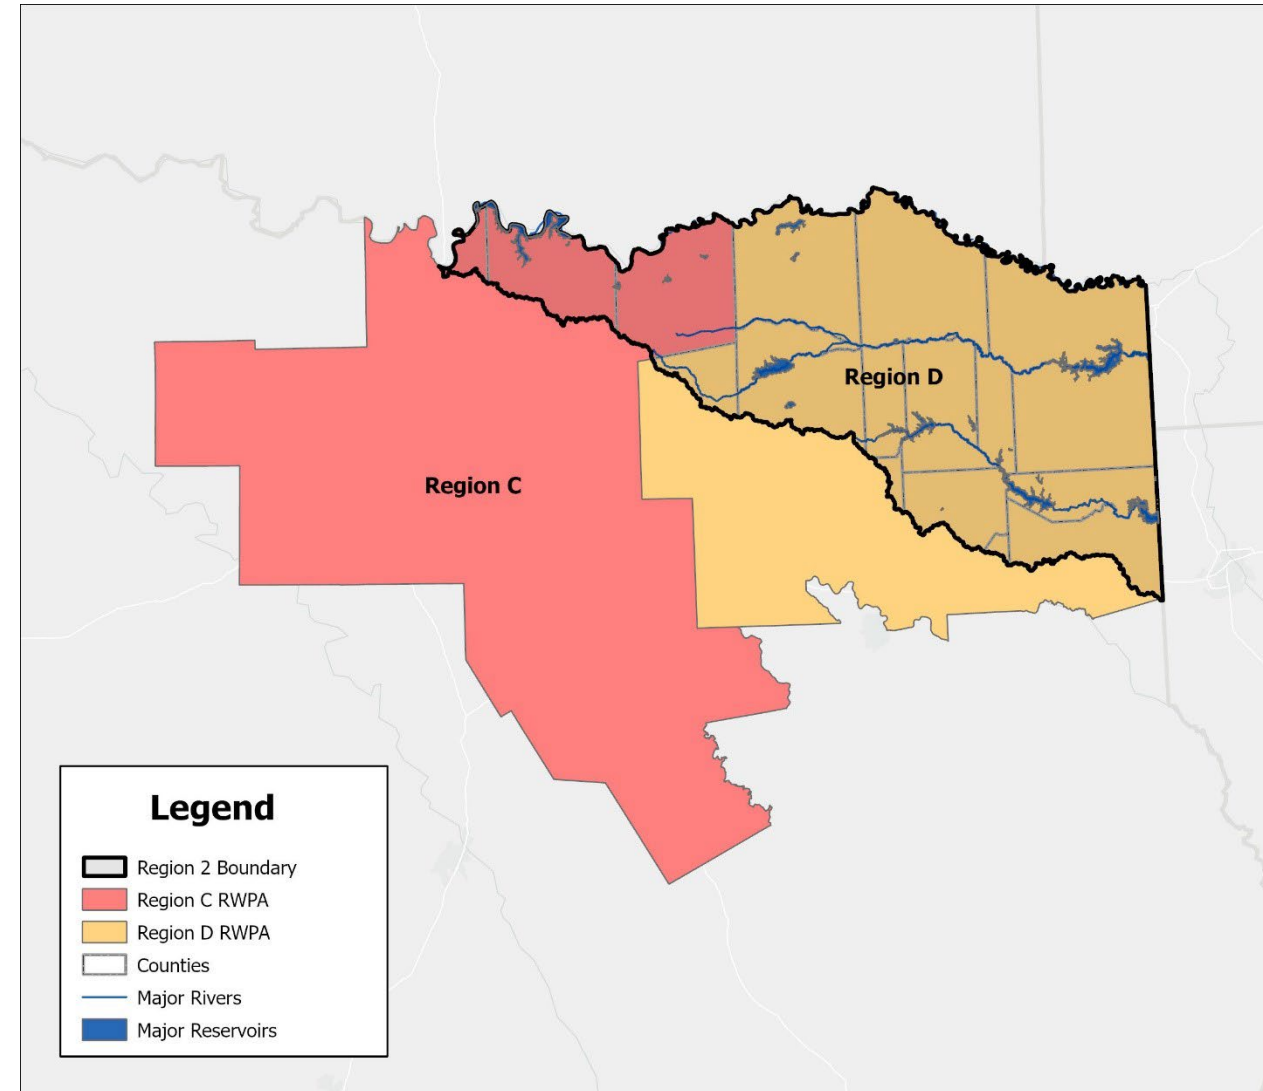 Region D
Region C
Legend
Region 2 Boundary
Region C RWPA
Region D RWPA
Counties
Major Rivers
Major Reservoirs